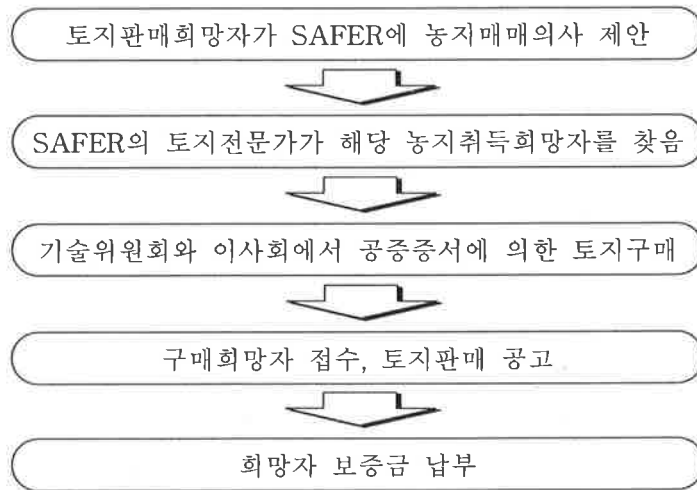 토지판매희망자가 SAFER에 농지매매의사 제안
SAFER의 토지전문가가 해당 농지취득희망자를 찾음
기술위원회와 이사회에서 공증증서에 의한 토지구매
구매희망자 접수, 토지판매 공고
희망자 보증금 납부